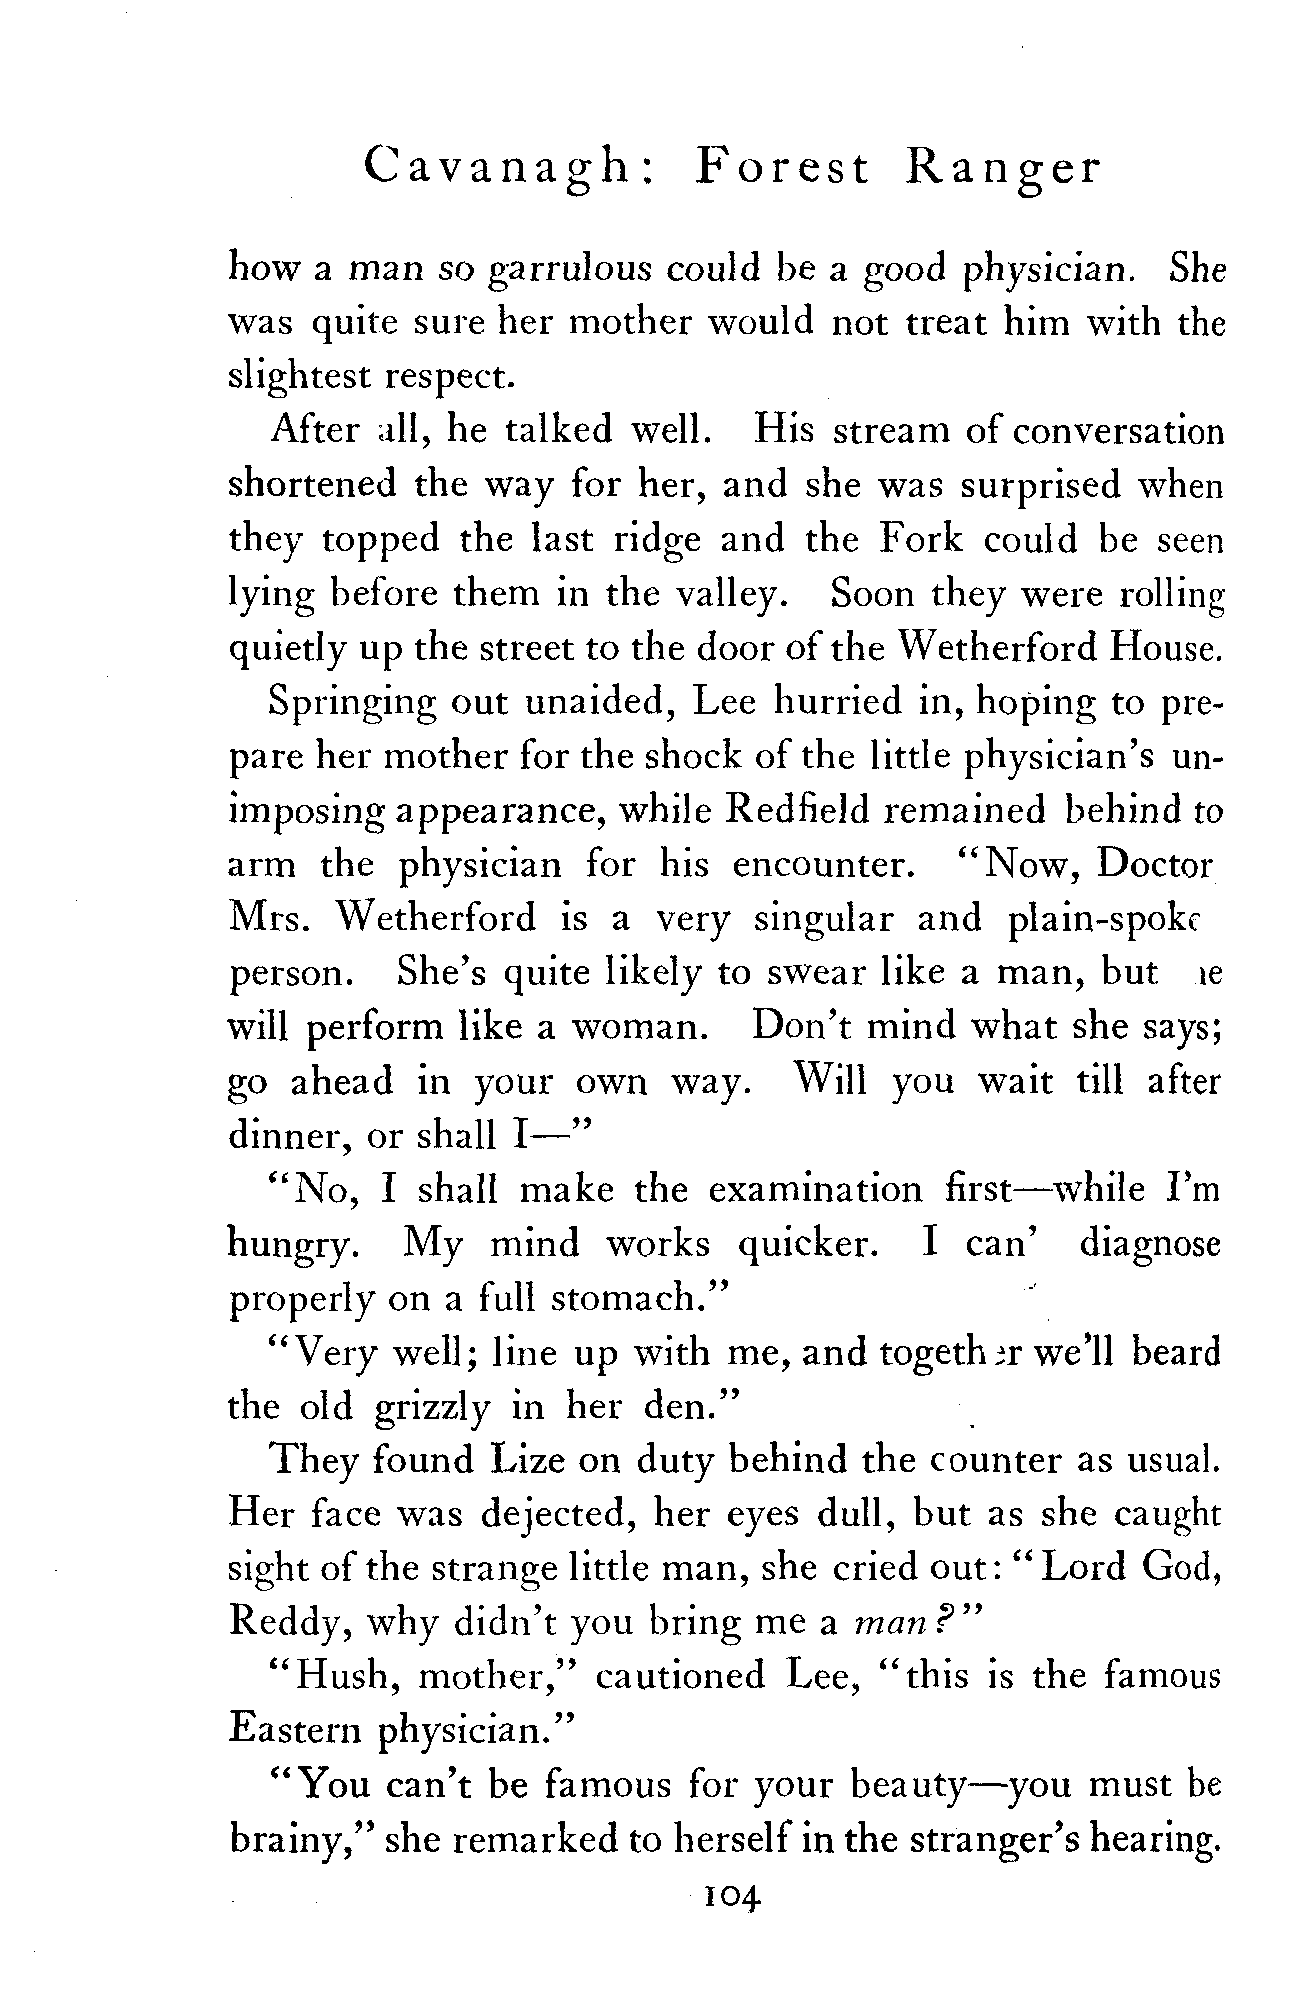 Cavanagh: Forest Ranger
how a man so garrulous could be a good physician. She
was quite sure her mother would not treat him with the
slightest respect.
After all, he talked well. His stream of conversation
shortened the way for her, and she was surprised when
they topped the last ridge and the Fork could be seen
lying before them in the valley. Soon they were rolling
quietly up the street to the door of the Wetherford House.
Springing out unaided, Lee hurried in, hoping to pre-
pare her mother for the shock of the little physician's un-
imposing appearance, while Redfield remained behind to
arm the physician for his encounter. "Now, Doctor
Mrs. Wetherford is a very singular and plain-spoke
person. She's quite likely to swear like a man, but
will perform like a woman. Don't mind what she says;
go ahead in your own way. Will you wait till after
dinner, or shall I—"
"No, I shall make the examination first—while I'm
hungry. My mind works quicker. I can' diagnose
properly on a full stomach."
"Very well; line up with me, and together we'll beard
the old grizzly in her den."
They found Lize on duty behind the counter as usual.
Her face was dejected, her eyes dull, but as she caught
sight of the strange little man, she cried out: "Lord God,
Reddy, why didn't you bring me a man?"
"Hush, mother," cautioned Lee, "this is the famous
Eastern physician."
"You can't be famous for your beauty—you must be
brainy," she remarked to herself in the stranger's hearing.
104